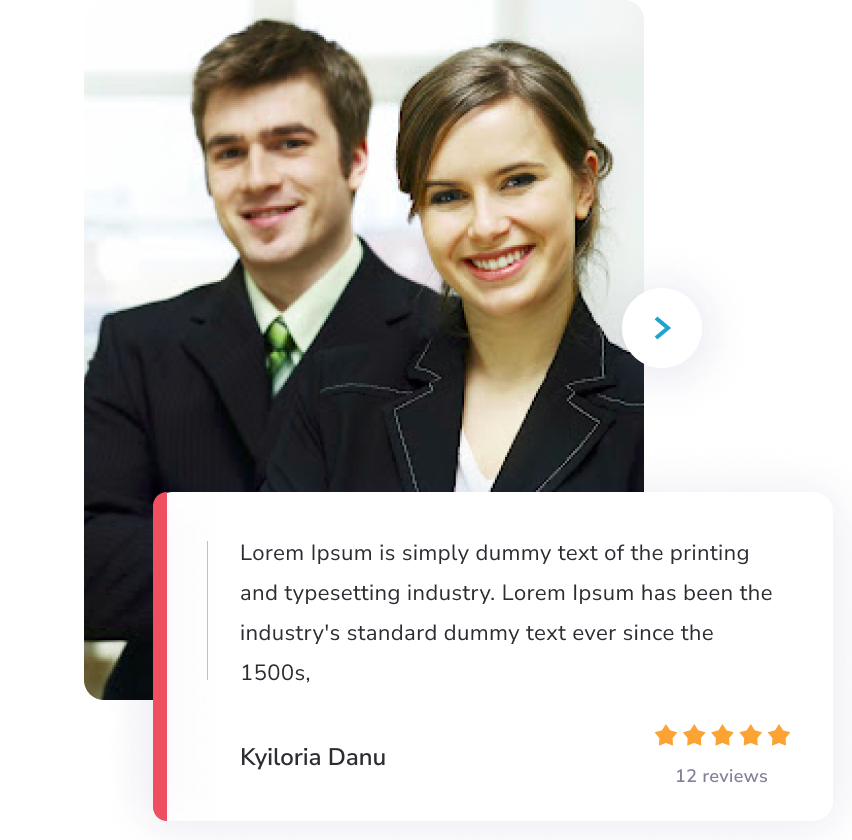 Lorem Ipsum is simply dummy text of the printing
and typesetting industry. Lorem Ipsum has been the
industry's standard dummy text ever since the
1500s,
Kyiloria Danu
12 reviews